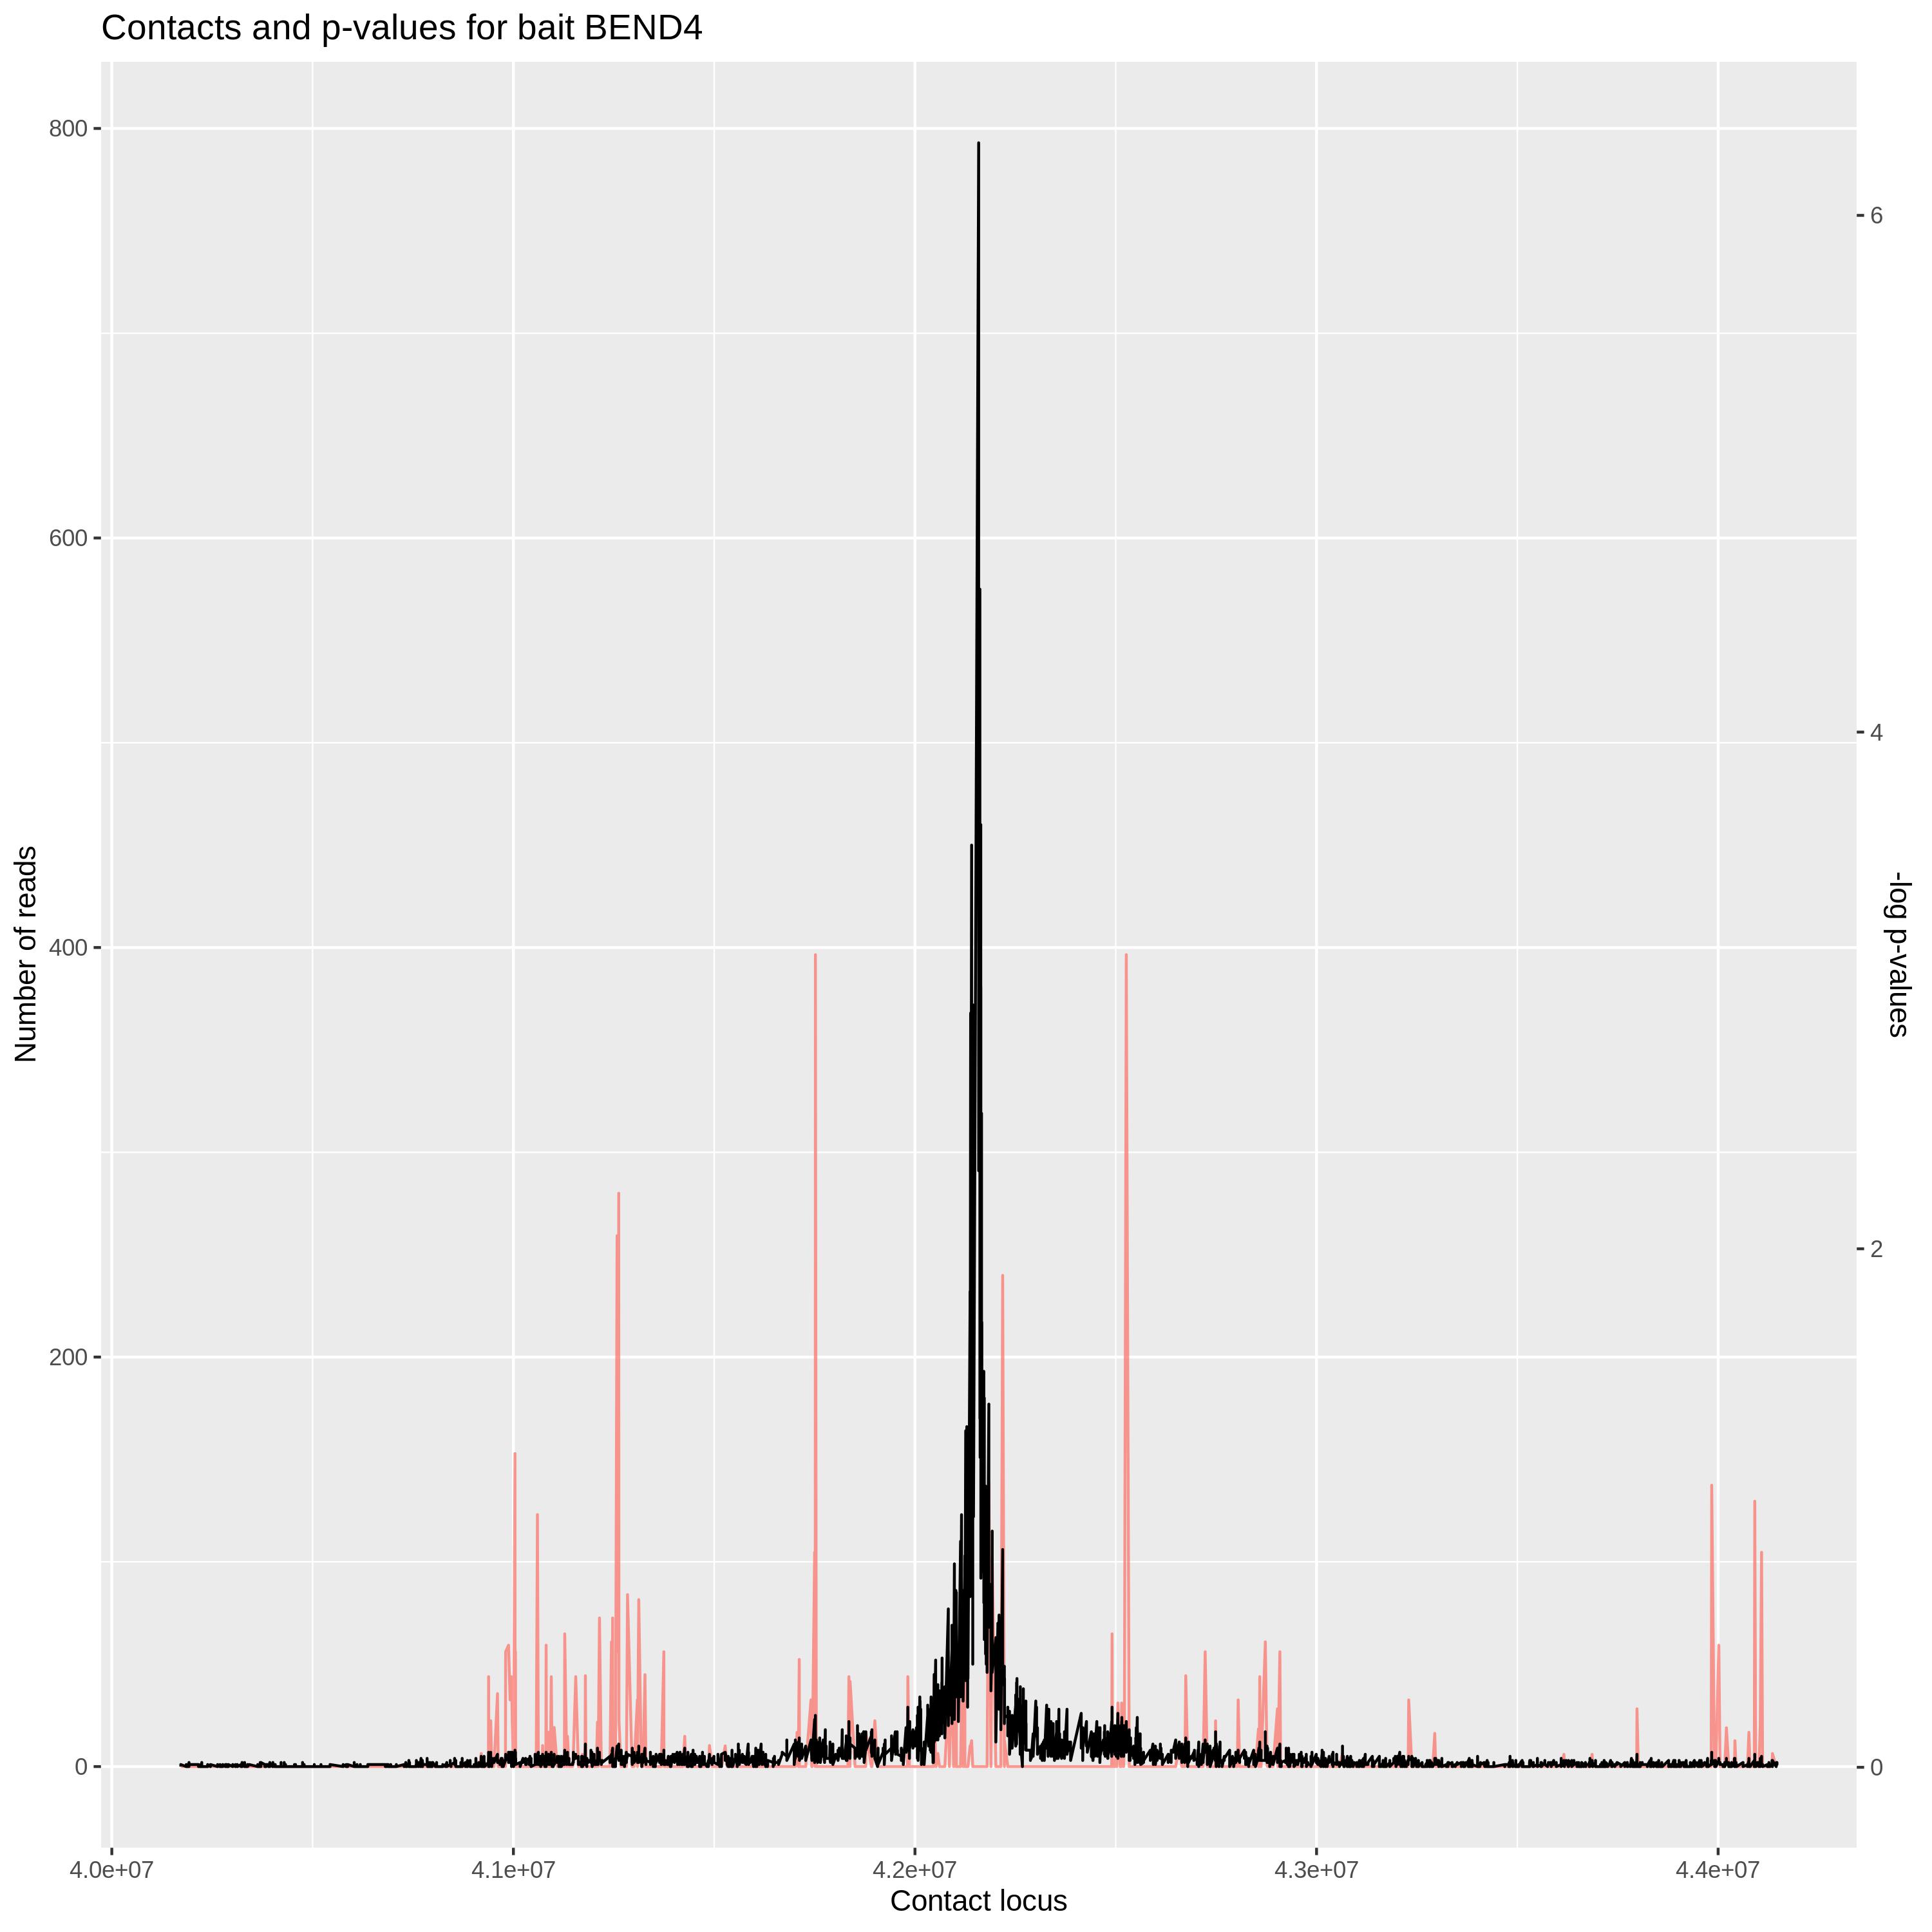 Contacts and p-values for bait BEND4
800
600
400
200
0
Number of reads
6
4
2
0
-log p-values
4.0e+07
4.1e+07
4.2e+07
4.3e+07
4.4e+07
Contact locus